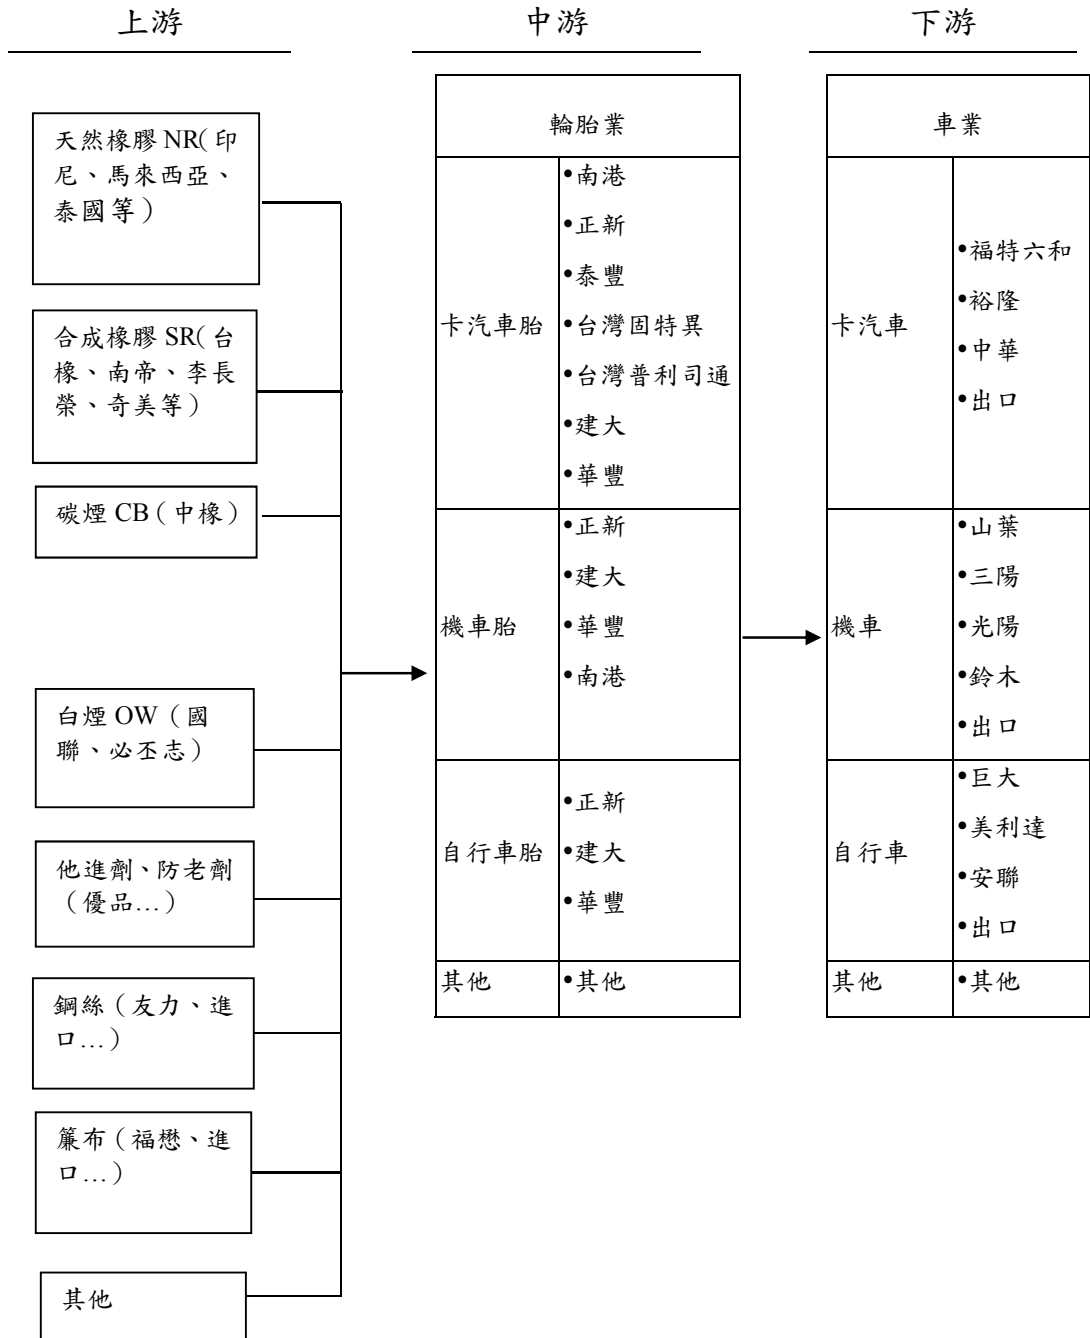 上游
中游
下游
天然橡膠 NR(印
尼、馬來西亞、
泰國等)
合成橡膠 SR(台
橡、南帝、李長
榮、奇美等)
碳煙 CB(中橡)
白煙 OW(國
聯、必丕志)
他進劑、防老劑
(優品…)
鋼絲(友力、進
口…)
簾布(福懋、進
口…)
其他
輪胎業
卡汽車胎
•南港
•正新
•泰豐
•台灣固特異
•台灣普利司通
•建大
•華豐
機車胎
•正新
•建大
•華豐
•南港
自行車胎
•正新
•建大
•華豐
其他
•其他
車業
卡汽車
•福特六和
•裕隆
•中華
•出口
機車
•山葉
•三陽
•光陽
•鈴木
•出口
自行車
•巨大
•美利達
•安聯
•出口
其他
•其他